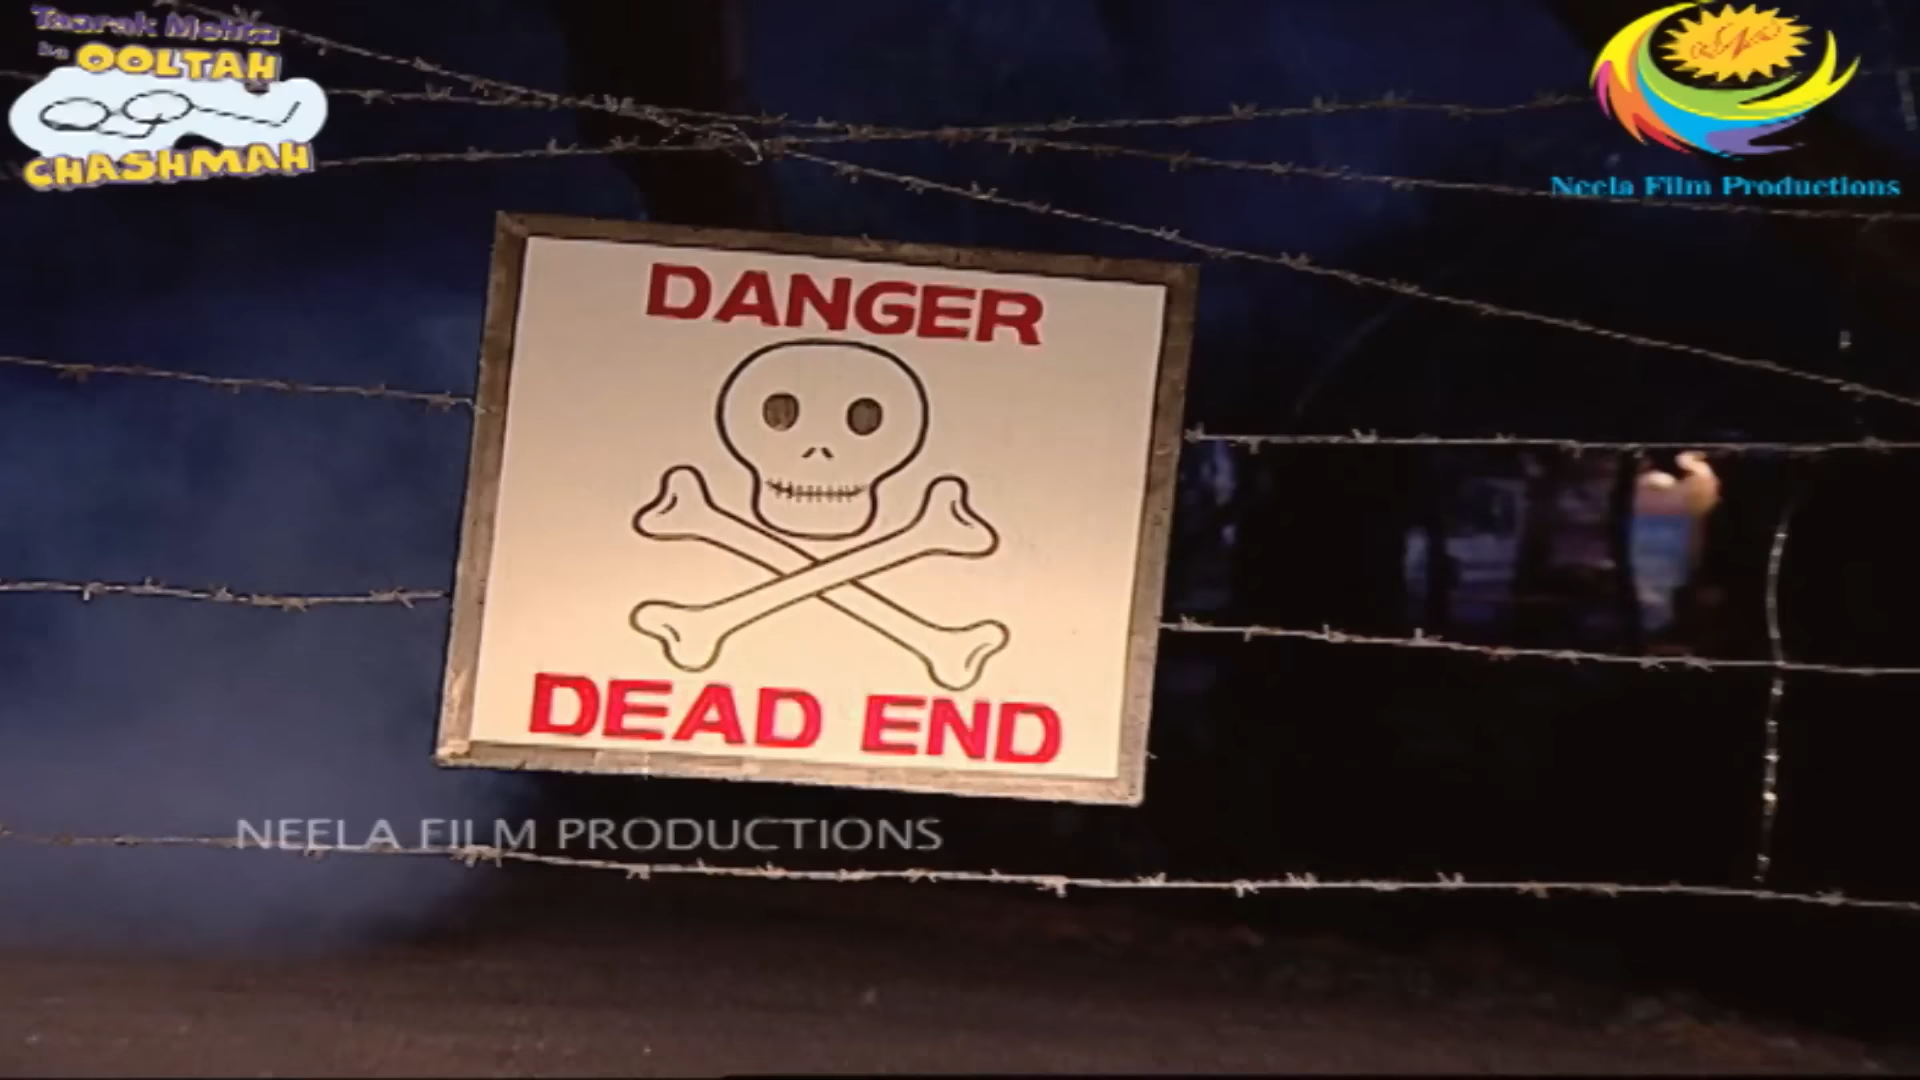 Taarak Mehta
Ka OOLTAH
CHASHMAH
Neela Film Productions
DANGER
DEAD END
NEELA FILM PRODUCTIONS